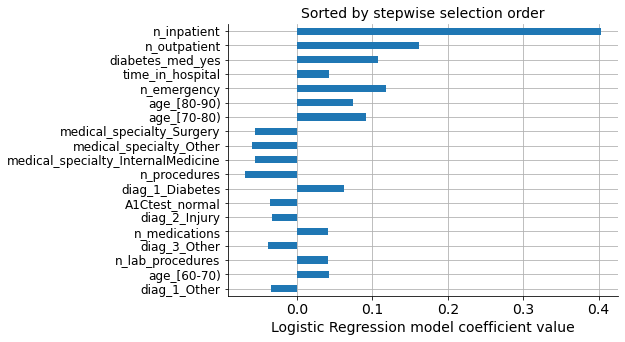 Sorted by stepwise selection order
n_inpatient
n_outpatient
diabetes_med_yes
time_in_hospital
n_emergency
age_[80-90)
age_[70-80)
medical_specialty_Surgery
medical_specialty_Other
medical_specialty_InternalMedicine
n_procedures
diag_1_Diabetes
A1Ctest_normal
diag_2_Injury
n_medications
diag_3_Other
n_lab_procedures
age_[60-70)
diag_1_Other
0.0 0.1 0.2 0.3 0.4
Logistic Regression model coefficient value